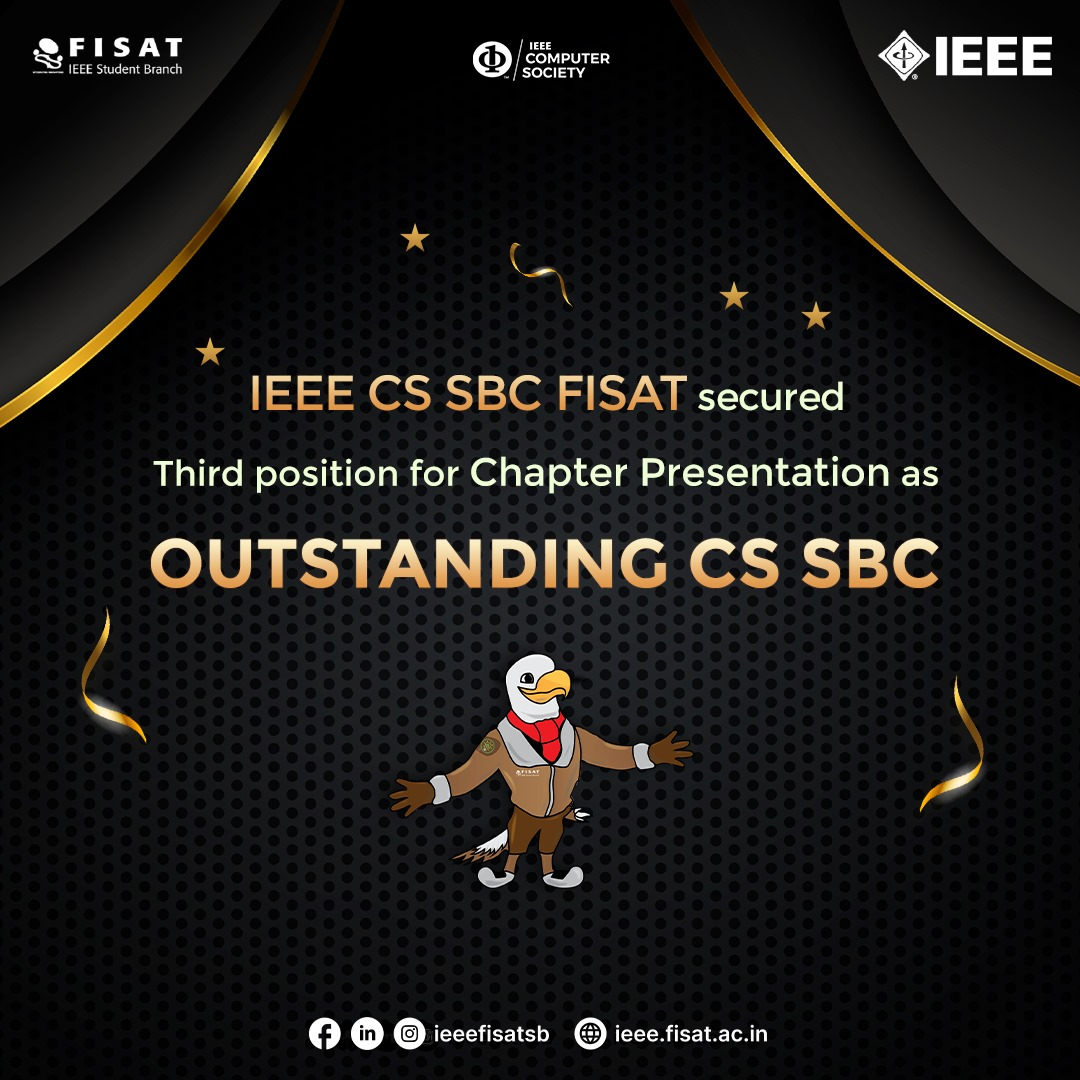 FISAT
IEEE Student Branch
IEEE
COMPUTER
SOCIETY
IEEE
IEEE CS SBC FISAT secured
Third position for Chapter Presentation as
OUTSTANDING CS SBC
FISAT
ieeefisatsb
ieee.fisat.ac.in